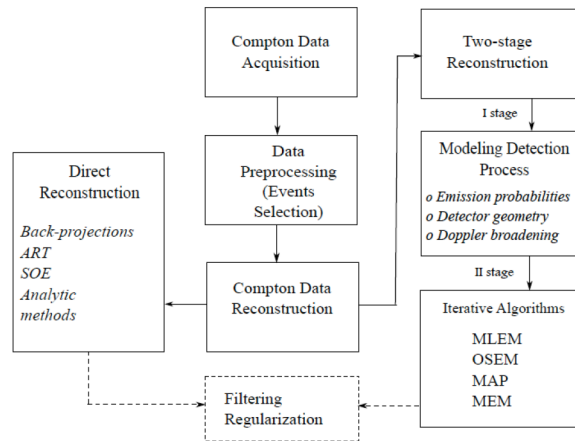 Compton Data
Acquisition
Data
Preprocessing
(Events
Selection)
Compton Data
Reconstruction
Direct
Reconstruction
Back-projections
ART
SOE
Analytic
methods
Two-stage
Reconstruction
I stage
Modeling Detection
Process
o Emission probabilities
o Detector geometry
o Doppler broadening
II stage
Iterative Algorithms
MLEM
OSEM
MAP
MEM
Filtering
Regularization